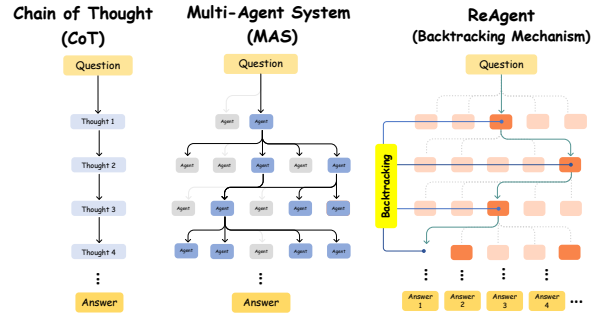 Chain of Thought
(CoT)
Question
Thought 1
Thought 2
Thought 3
Thought 4
Answer
Multi-Agent System
(MAS)
Question
Agent Agent
Agent Agent Agent Agent Agent
Agent Agent Agent Agent Agent
Agent Agent Agent Agent Agent
Answer
ReAgent
(Backtracking Mechanism)
Question
Backtracking
Answer 1
Answer 2
Answer 3
Answer 4
...